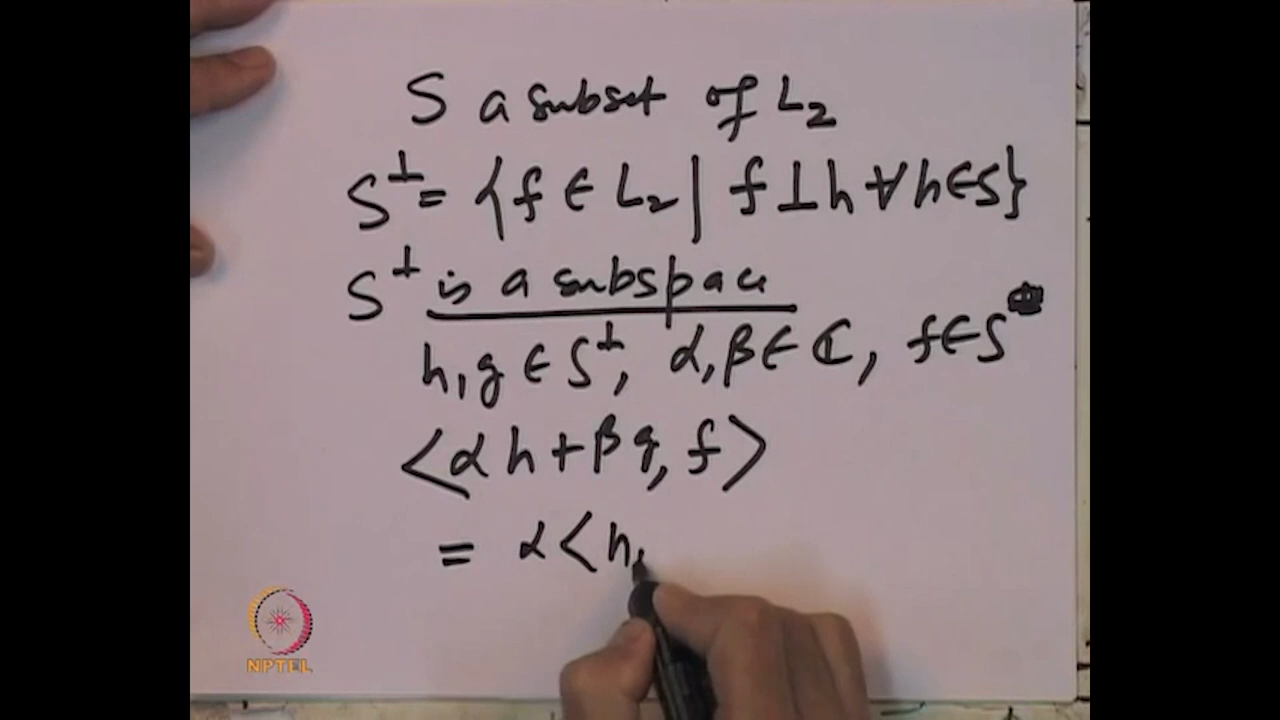 S a subset of L₂
S⊥ = {f ∈ L₂ | f ⊥ h ∀ h ∈ S}
S⊥ is a subspace
h, g ∈ S⊥, α, β ∈ ℂ, f ∈ S
<αh + βg, f>
= α<h,
NPTEL